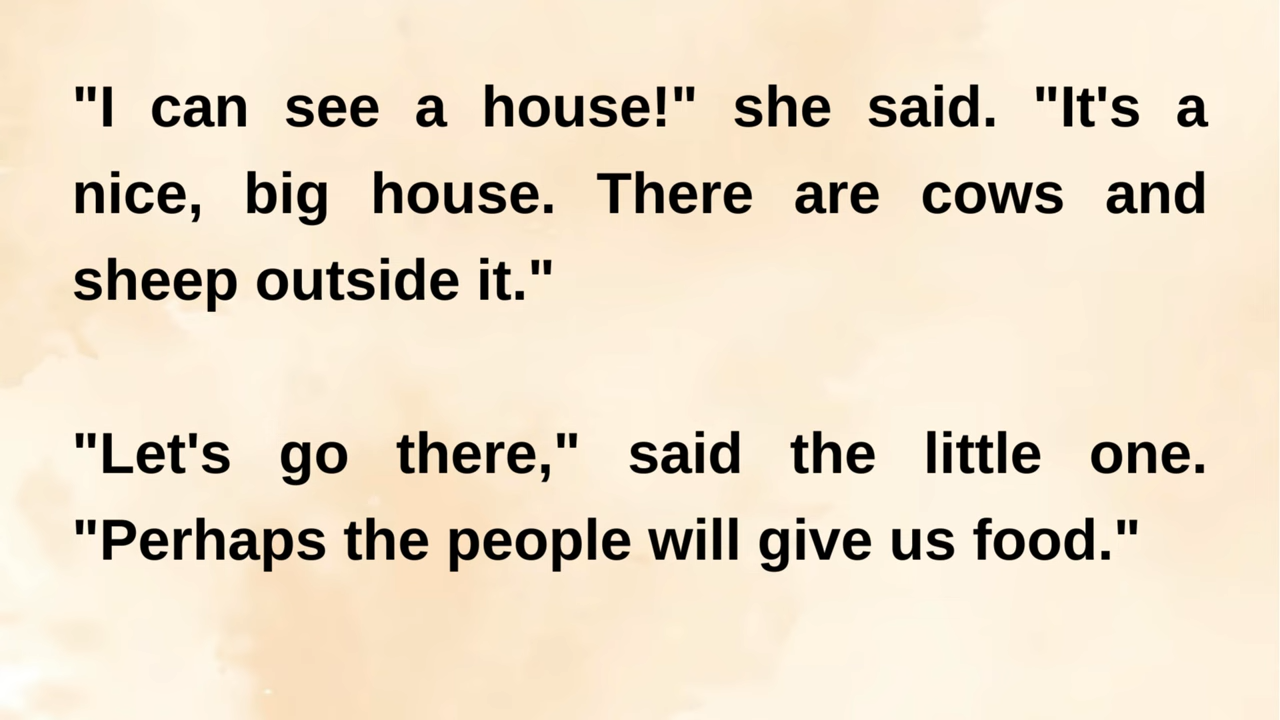 "I can see a house!" she said. "It's a
nice, big house. There are cows and
sheep outside it."
"Let's go there," said the little one.
"Perhaps the people will give us food."